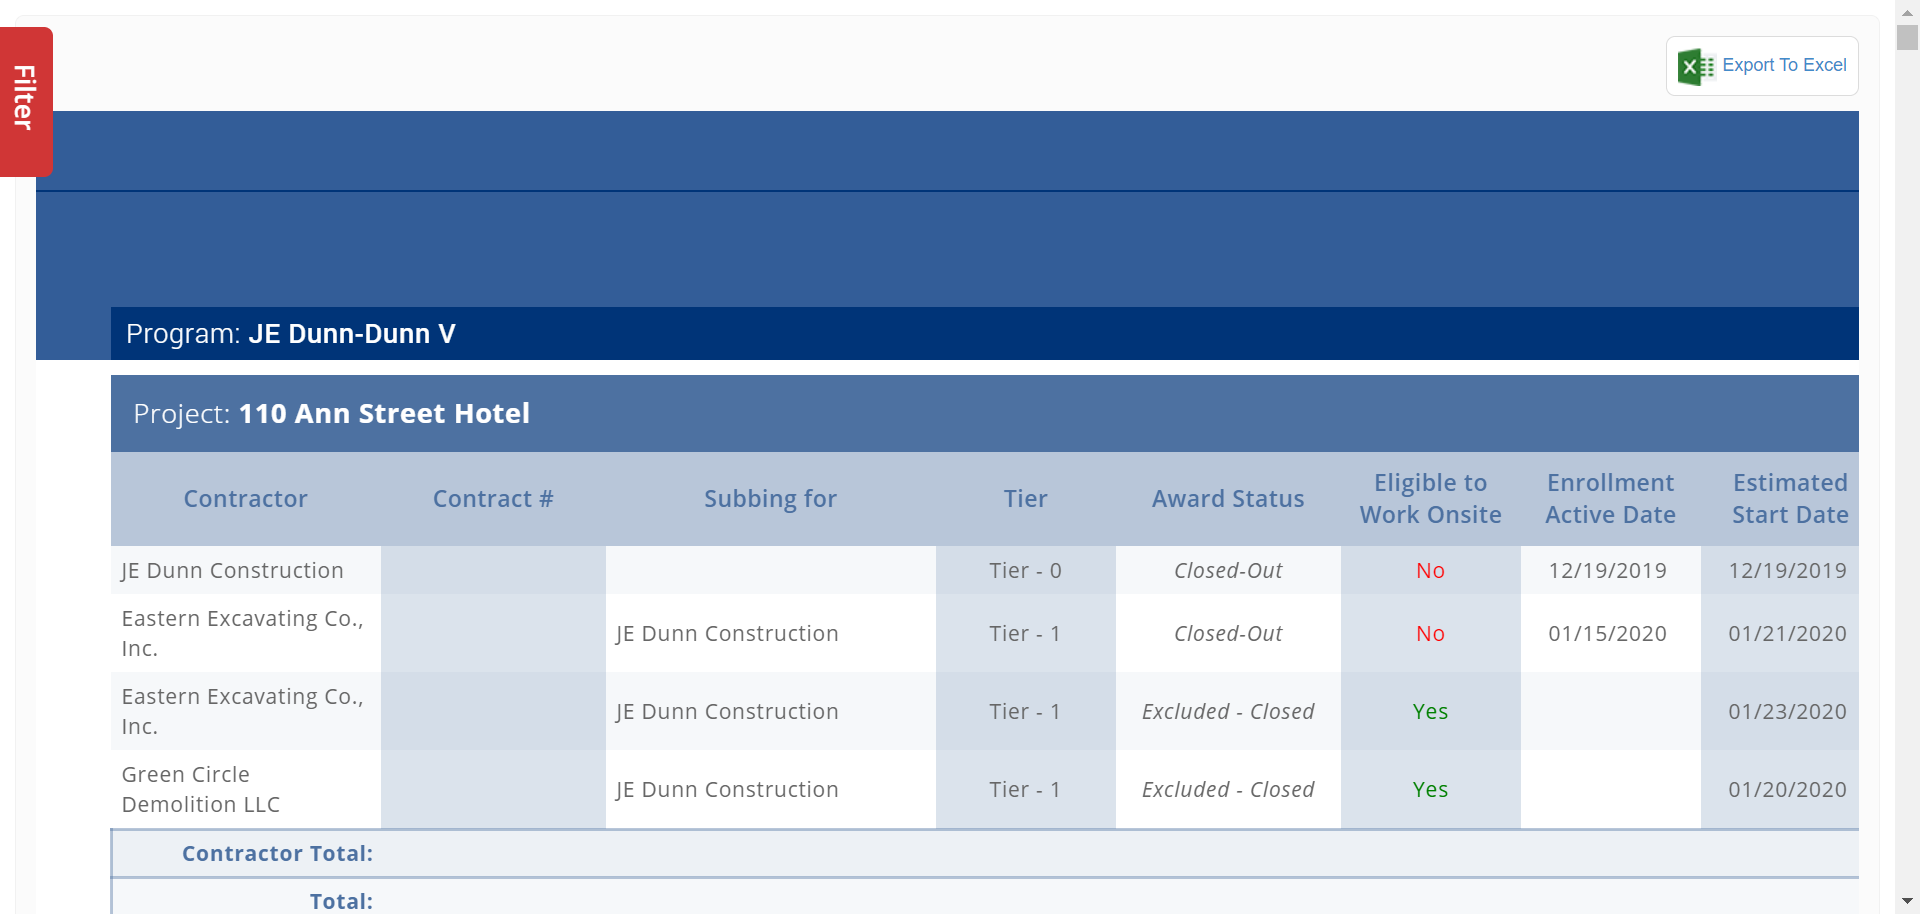 Export To Excel
Filter
Program: JE Dunn-Dunn V
Project: 110 Ann Street Hotel
Contractor Contract # Subbing for Tier Award Status Eligible to Work Onsite Enrollment Active Date Estimated Start Date
JE Dunn Construction Tier - 0 Closed-Out No 12/19/2019 12/19/2019
Eastern Excavating Co., Inc. JE Dunn Construction Tier - 1 Closed-Out No 01/15/2020 01/21/2020
Eastern Excavating Co., Inc. JE Dunn Construction Tier - 1 Excluded - Closed Yes 01/23/2020
Green Circle Demolition LLC JE Dunn Construction Tier - 1 Excluded - Closed Yes 01/20/2020
Contractor Total:
Total: